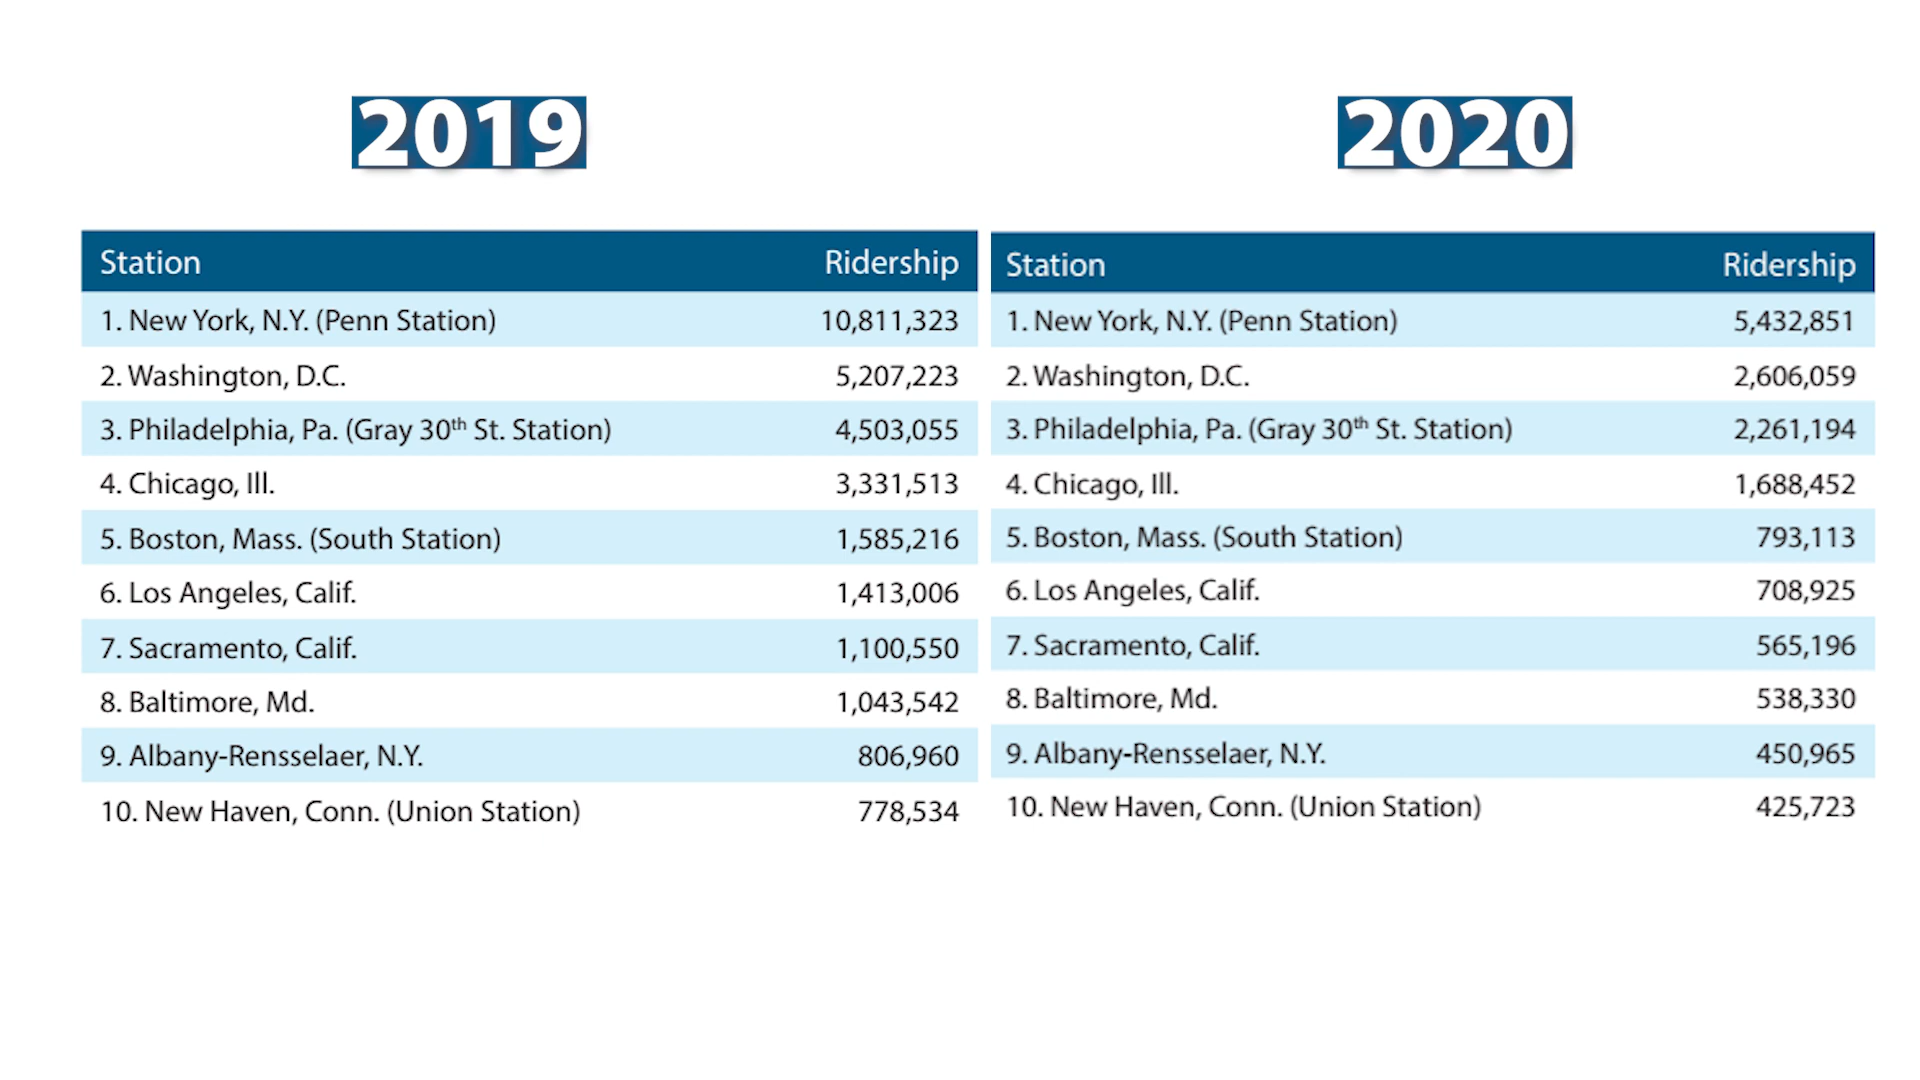 2019
Station Ridership
1. New York, N.Y. (Penn Station) 10,811,323
2. Washington, D.C. 5,207,223
3. Philadelphia, Pa. (Gray 30th St. Station) 4,503,055
4. Chicago, Ill. 3,331,513
5. Boston, Mass. (South Station) 1,585,216
6. Los Angeles, Calif. 1,413,006
7. Sacramento, Calif. 1,100,550
8. Baltimore, Md. 1,043,542
9. Albany-Rensselaer, N.Y. 806,960
10. New Haven, Conn. (Union Station) 778,534
2020
Station Ridership
1. New York, N.Y. (Penn Station) 5,432,851
2. Washington, D.C. 2,606,059
3. Philadelphia, Pa. (Gray 30th St. Station) 2,261,194
4. Chicago, Ill. 1,688,452
5. Boston, Mass. (South Station) 793,113
6. Los Angeles, Calif. 708,925
7. Sacramento, Calif. 565,196
8. Baltimore, Md. 538,330
9. Albany-Rensselaer, N.Y. 450,965
10. New Haven, Conn. (Union Station) 425,723